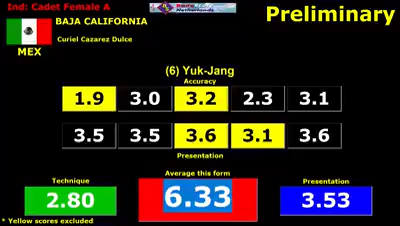 Ind: Cadet Female A
Preliminary
Netherlands
BAJA CALIFORNIA
Curiel Cazarez Dulce
MEX
(6) Yuk-Jang
Accuracy
1.9 3.0 3.2 2.3 3.1
3.5 3.5 3.6 3.1 3.6
Presentation
Technique Average this form Presentation
2.80 6.33 3.53
* Yellow scores excluded